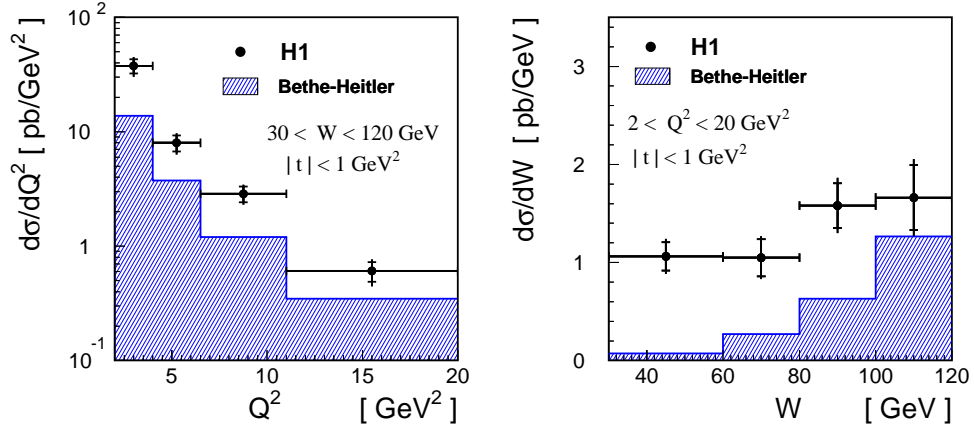 dσ/dQ² [ pb/GeV² ]
10²
10
1
10⁻¹
H1
Bethe-Heitler
30 < W < 120 GeV
| t | < 1 GeV²
5
10
15
20
Q² [ GeV² ]
dσ/dW [ pb/GeV ]
3
2
1
0
H1
Bethe-Heitler
2 < Q² < 20 GeV²
| t | < 1 GeV²
40
60
80
100
120
W [ GeV ]